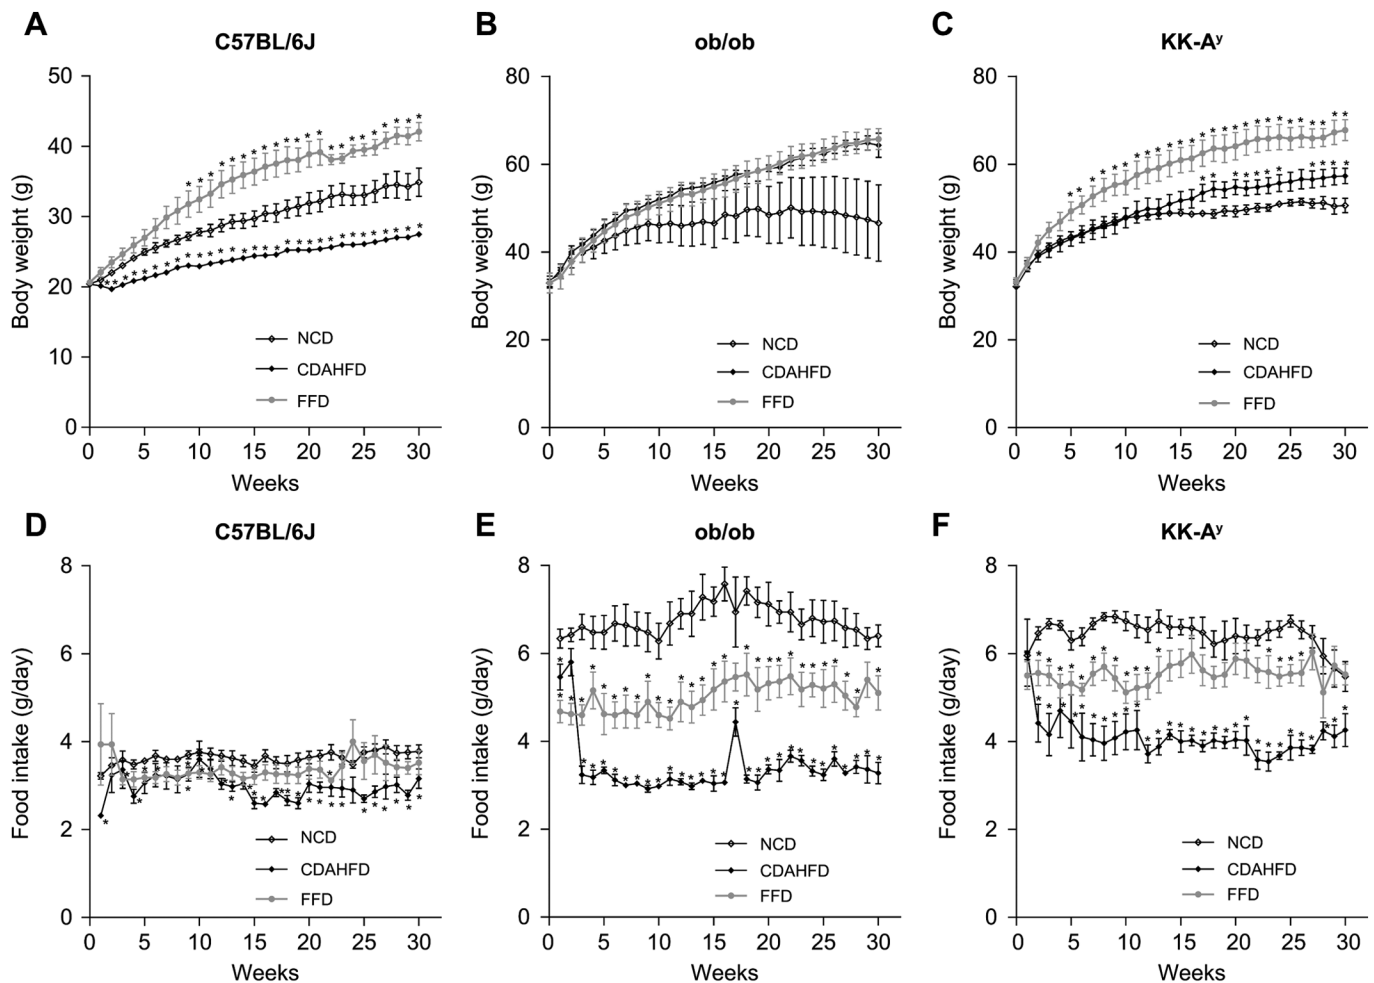 A
C57BL/6J
Body weight (g)
50
40
30
20
10
0
* * * * * * * * * * * * * * * * * * * * *
NCD
CDAHFD
FFD
0 5 10 15 20 25 30
Weeks
B
ob/ob
Body weight (g)
80
60
40
20
0
NCD
CDAHFD
FFD
0 5 10 15 20 25 30
Weeks
C
KK-Aʸ
Body weight (g)
80
60
40
20
0
NCD
CDAHFD
FFD
0 5 10 15 20 25 30
Weeks
D
C57BL/6J
Food intake (g/day)
8
6
4
2
0
NCD
CDAHFD
FFD
0 5 10 15 20 25 30
Weeks
E
ob/ob
Food intake (g/day)
8
6
4
2
0
NCD
CDAHFD
FFD
0 5 10 15 20 25 30
Weeks
F
KK-Aʸ
Food intake (g/day)
8
6
4
2
0
NCD
CDAHFD
FFD
0 5 10 15 20 25 30
Weeks